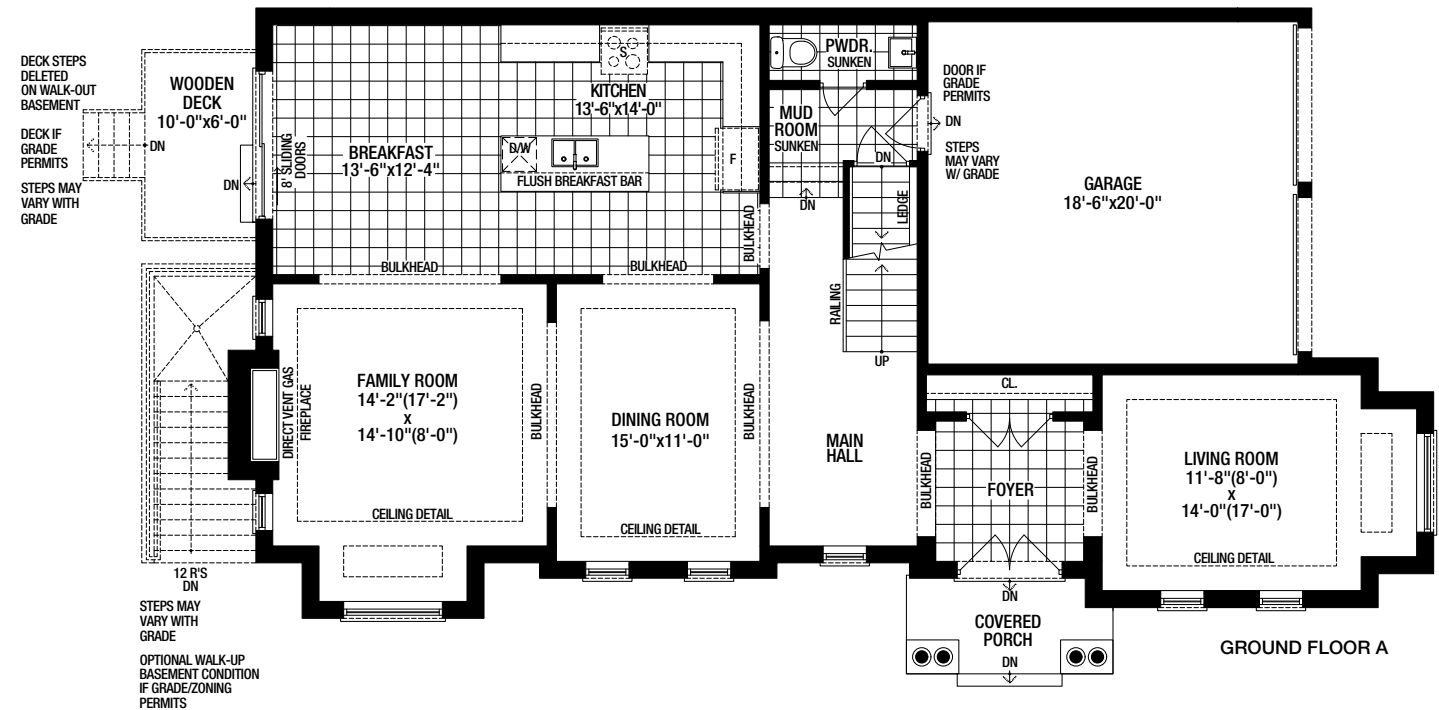 DECK STEPS
DELETED
ON WALK-OUT
BASEMENT
DECK IF
GRADE
PERMITS
STEPS MAY
VARY WITH
GRADE
WOODEN
DECK
10'-0"x6'-0"
DN
DN
8' SLIDING
DOORS
BREAKFAST
13'-6"x12'-4"
S
KITCHEN
13'-6"x14'-0"
D/W
F
FLUSH BREAKFAST BAR
BULKHEAD
BULKHEAD
BULKHEAD
PWDR.
SUNKEN
MUD
ROOM
SUNKEN
DN
DN
LEDGE
RAILING
UP
DOOR IF
GRADE
PERMITS
DN
STEPS
MAY VARY
W/ GRADE
GARAGE
18'-6"x20'-0"
DIRECT VENT GAS
FIREPLACE
FAMILY ROOM
14'-2"(17'-2")
x
14'-10"(8'-0")
CEILING DETAIL
BULKHEAD
DINING ROOM
15'-0"x11'-0"
CEILING DETAIL
BULKHEAD
MAIN
HALL
CL.
BULKHEAD
FOYER
BULKHEAD
LIVING ROOM
11'-8"(8'-0")
x
14'-0"(17'-0")
CEILING DETAIL
12 R'S
DN
STEPS MAY
VARY WITH
GRADE
OPTIONAL WALK-UP
BASEMENT CONDITION
IF GRADE/ZONING
PERMITS
DN
COVERED
PORCH
DN
GROUND FLOOR A